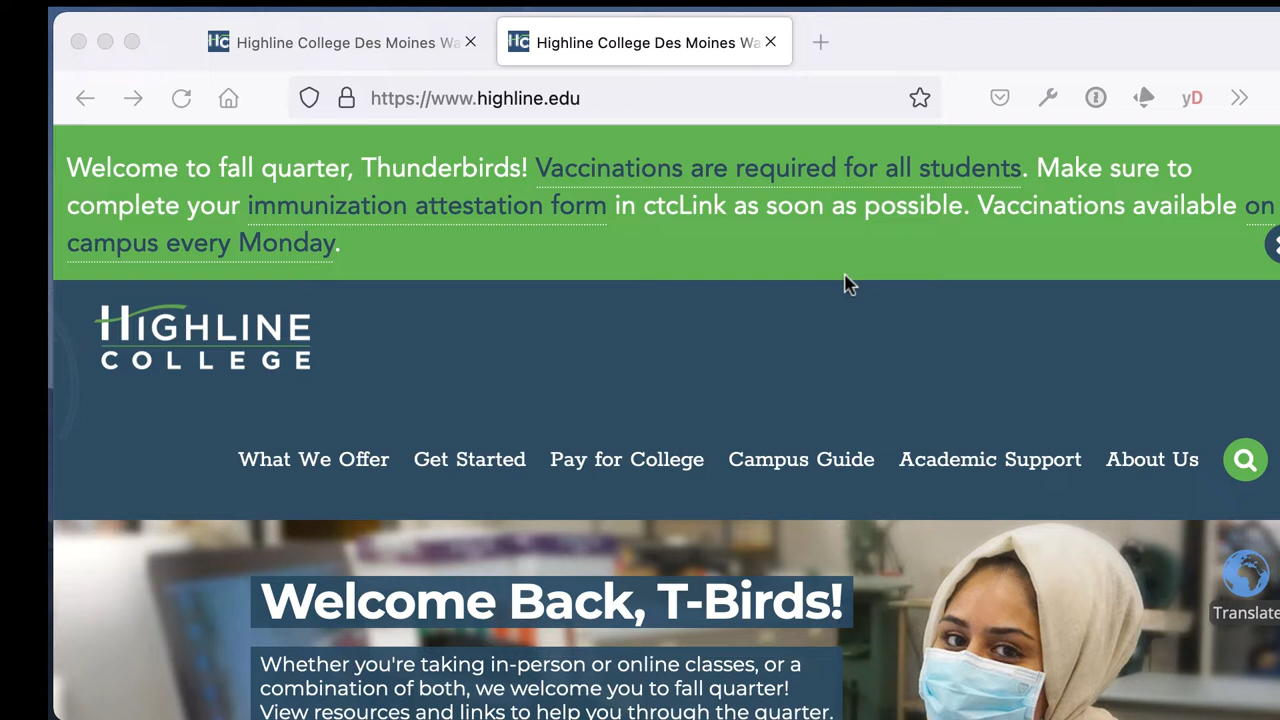 Highline College Des Moines Wa
Highline College Des Moines Wa
https://www.highline.edu
yD
Welcome to fall quarter, Thunderbirds! Vaccinations are required for all students. Make sure to
complete your immunization attestation form in ctcLink as soon as possible. Vaccinations available on
campus every Monday.
HIGHLINE
COLLEGE
What We Offer Get Started Pay for College Campus Guide Academic Support About Us
Welcome Back, T-Birds!
Translate
Whether you're taking in-person or online classes, or a
combination of both, we welcome you to fall quarter!
View resources and links to help you through the quarter.